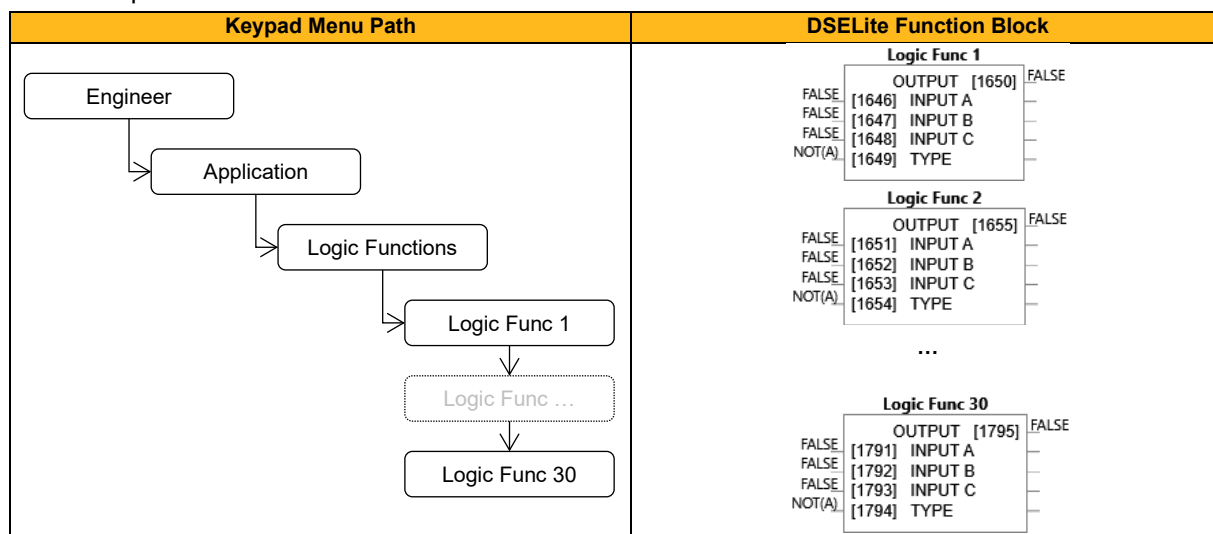 Keypad Menu Path
DSELite Function Block
Engineer
Application
Logic Functions
Logic Func 1
Logic Func …
Logic Func 30
Logic Func 1
OUTPUT [1650] FALSE
FALSE [1646] INPUT A
FALSE [1647] INPUT B
FALSE [1648] INPUT C
NOT(A) [1649] TYPE
Logic Func 2
OUTPUT [1655] FALSE
FALSE [1651] INPUT A
FALSE [1652] INPUT B
FALSE [1653] INPUT C
NOT(A) [1654] TYPE
…
Logic Func 30
OUTPUT [1795] FALSE
FALSE [1791] INPUT A
FALSE [1792] INPUT B
FALSE [1793] INPUT C
NOT(A) [1794] TYPE